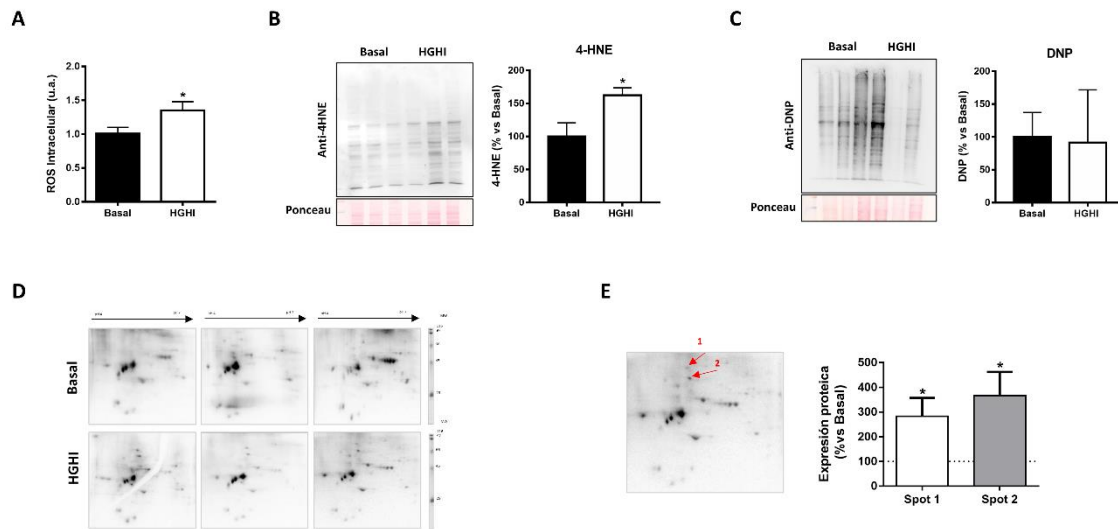 A
ROS Intracelular (u.a.)
2.0
1.5
1.0
0.5
0.0
*
Basal
HGHI
B
Basal
HGHI
Anti-4HNE
Ponceau
4-HNE
4-HNE (% vs Basal)
200
150
100
50
0
*
Basal
HGHI
C
Basal
HGHI
Anti-DNP
Ponceau
DNP
DNP (% vs Basal)
200
150
100
50
0
Basal
HGHI
D
Basal
HGHI
E
1
2
Expresión proteica
(%vs Basal)
500
400
300
200
100
0
*
*
Spot 1
Spot 2